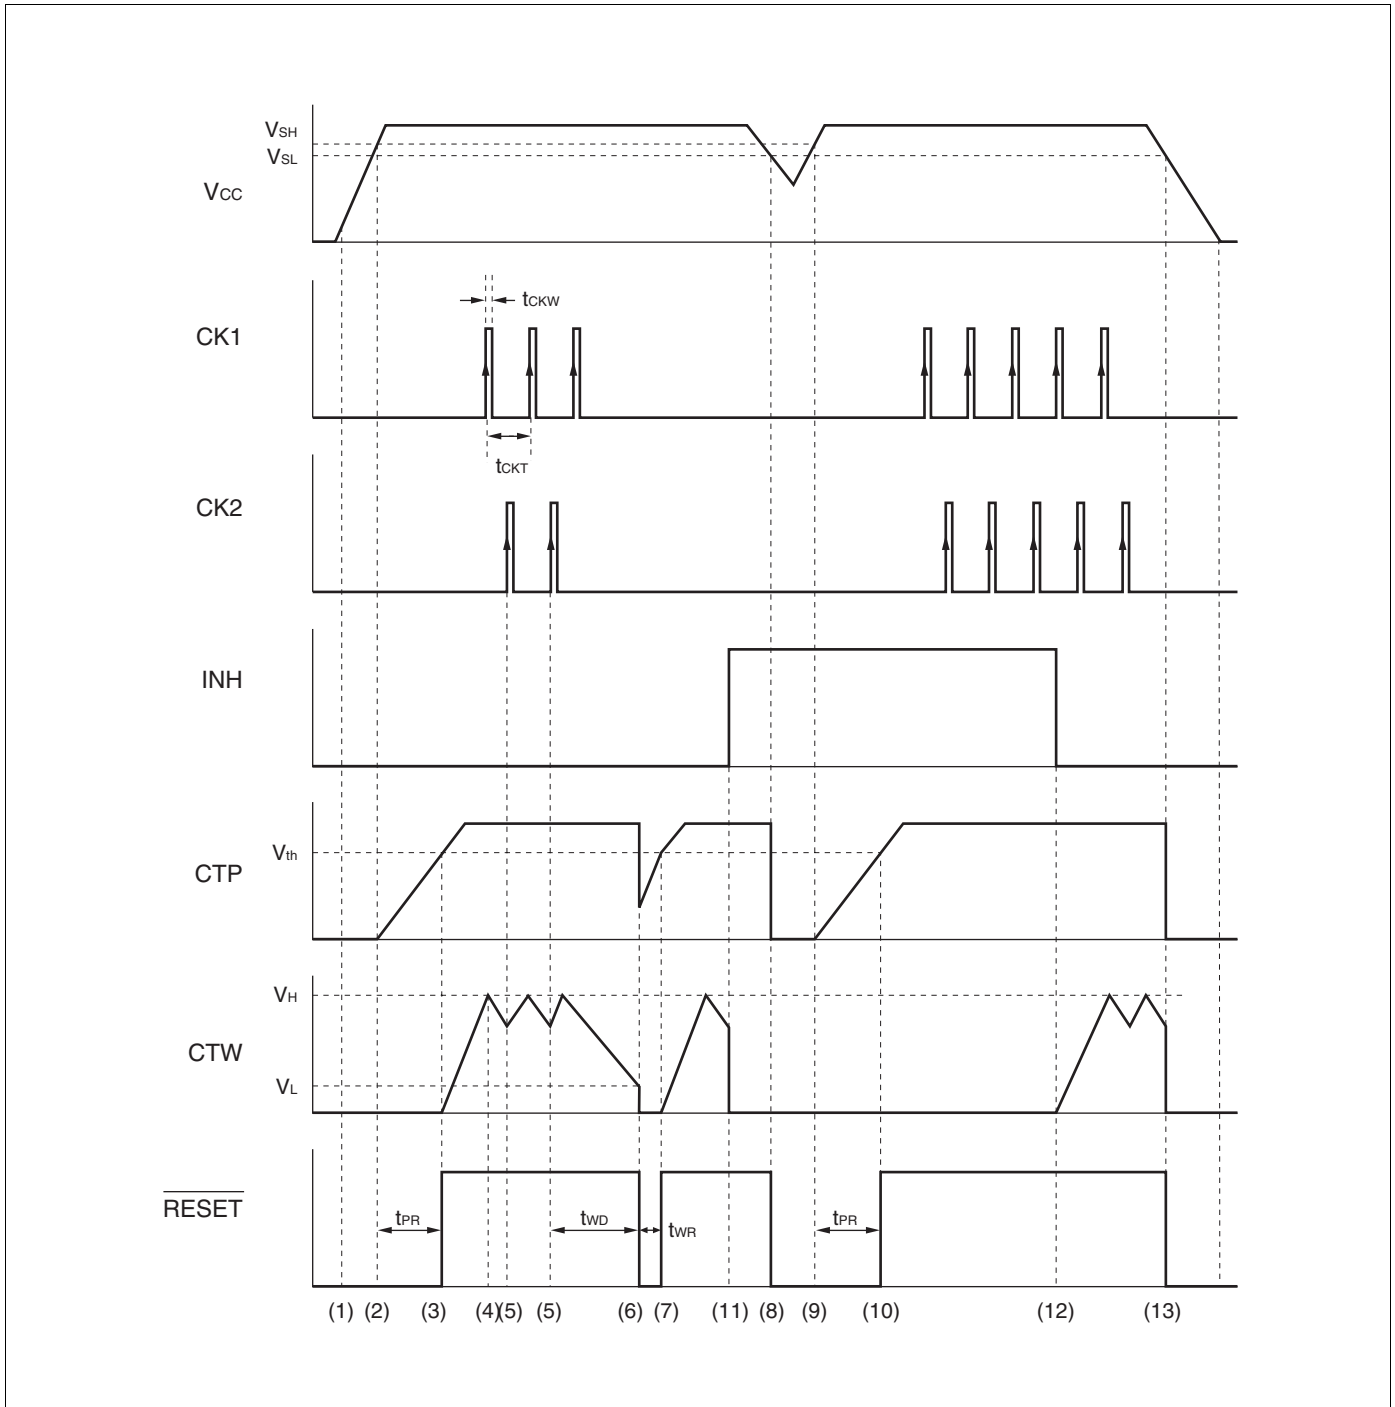 VSH
VSL
VCC
tCKW
CK1
tCKT
CK2
INH
Vth
CTP
VH
CTW
VL
RESET
tPR
tWD
tWR
tPR
(1) (2) (3) (4)(5) (5) (6) (7) (11) (8) (9) (10) (12) (13)